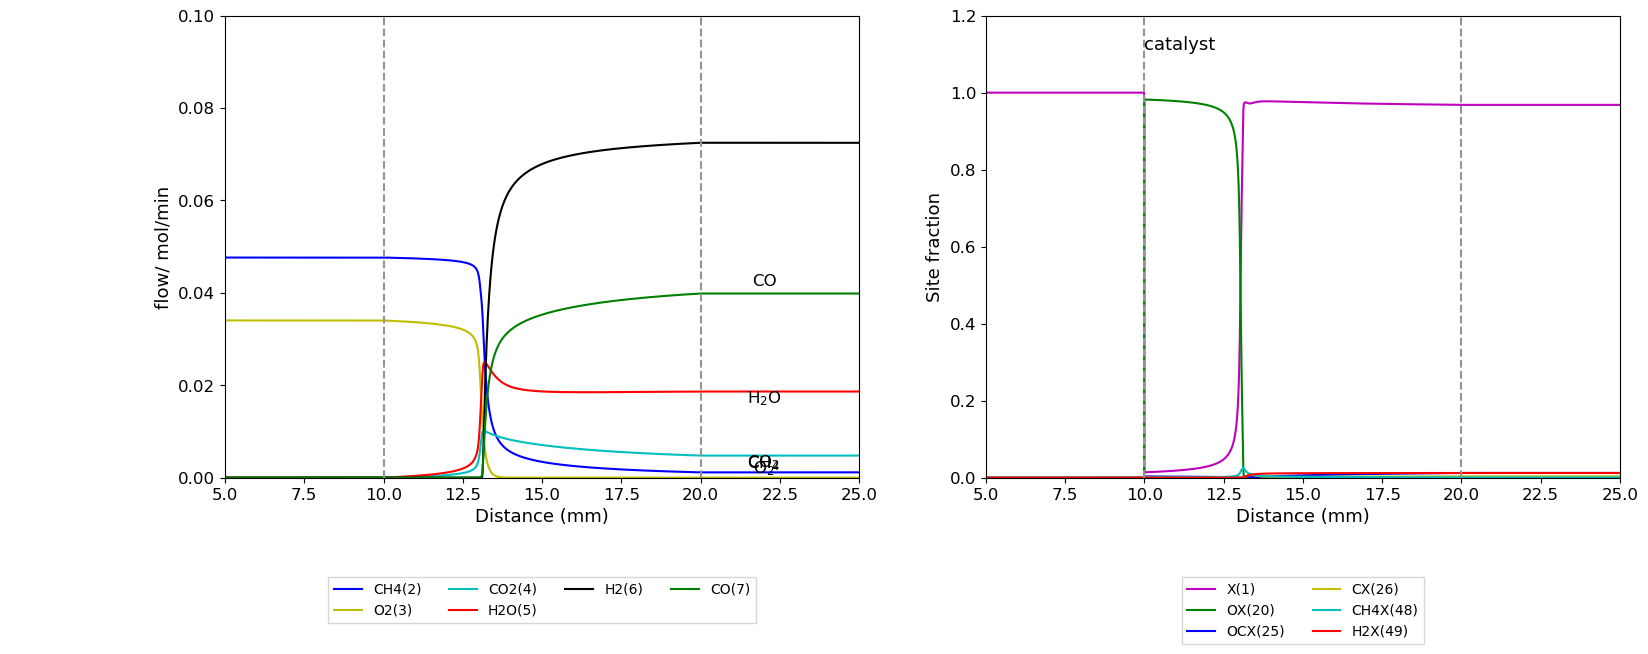 0.10
0.08
0.06
0.04
0.02
0.00
flow/ mol/min
CO
H2O
CH4
CO2
O2
5.0 7.5 10.0 12.5 15.0 17.5 20.0 22.5 25.0
Distance (mm)
CH4(2) CO2(4) H2(6) CO(7)
O2(3) H2O(5)
catalyst
1.2
1.0
0.8
0.6
0.4
0.2
0.0
Site fraction
5.0 7.5 10.0 12.5 15.0 17.5 20.0 22.5 25.0
Distance (mm)
X(1) CX(26)
OX(20) CH4X(48)
OCX(25) H2X(49)